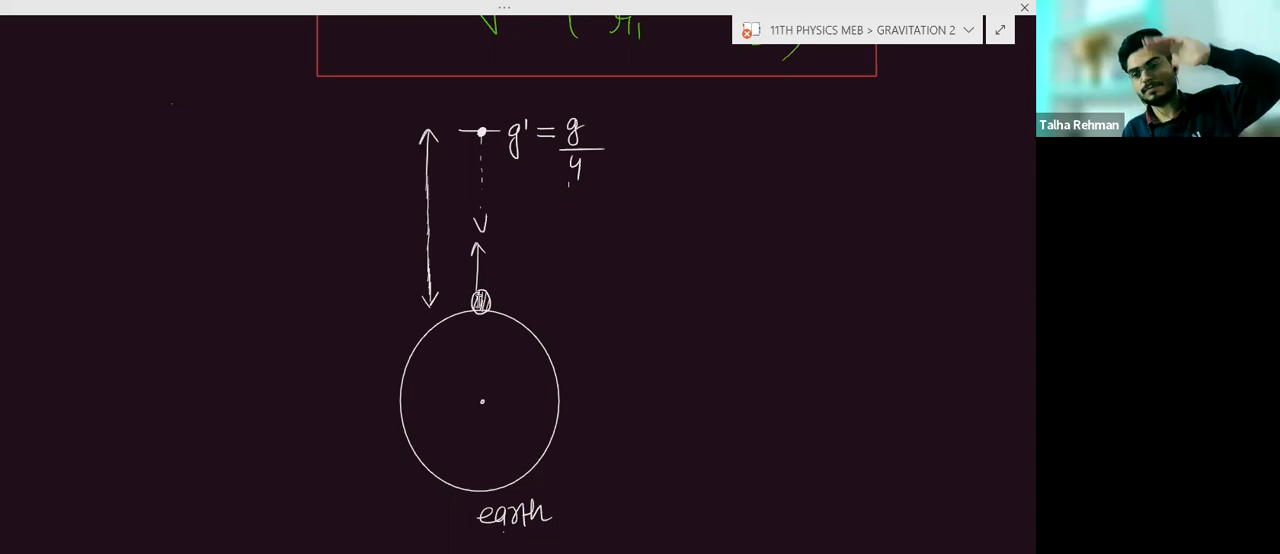 11TH PHYSICS MEB > GRAVITATION 2
Talha Rehman
g' = g
4
V
earth